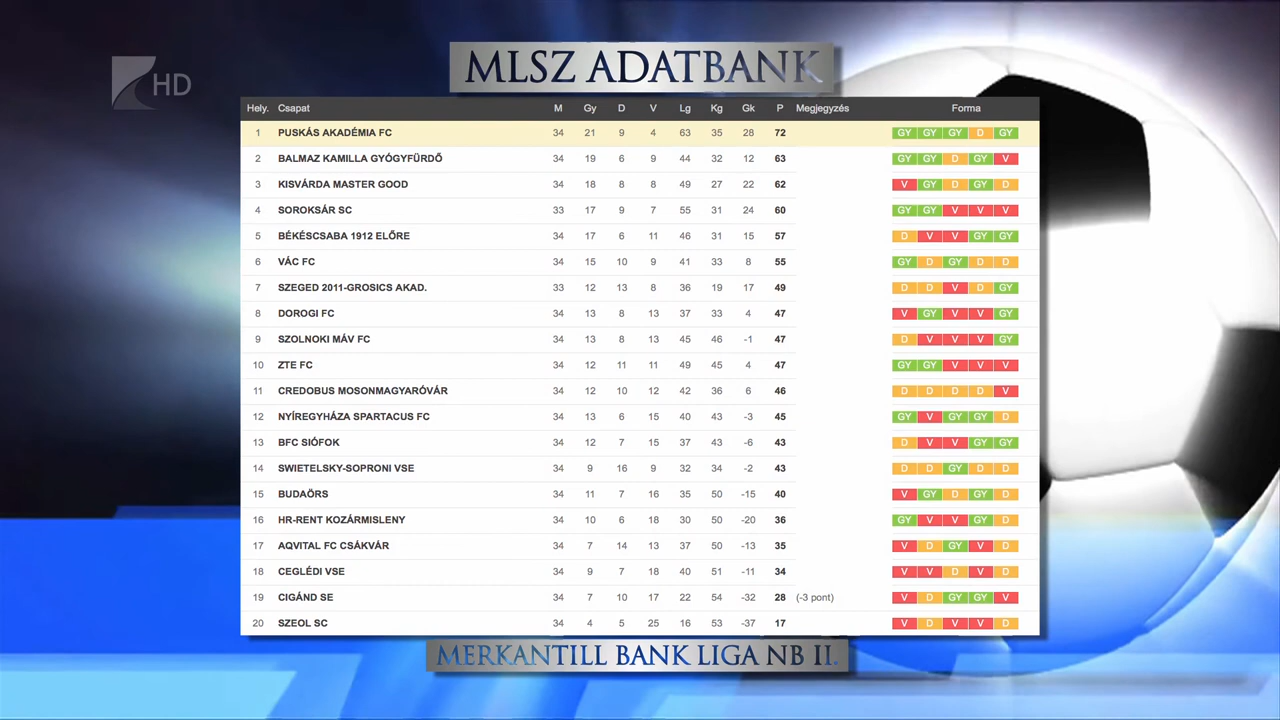 MLSZ ADATBANK
HD
Hely. Csapat M Gy D V Lg Kg Gk P Megjegyzés Forma
1 PUSKÁS AKADÉMIA FC 34 21 9 4 63 35 28 72 GY GY GY D GY
2 BALMAZ KAMILLA GYÓGYFÜRDŐ 34 19 6 9 44 32 12 63 GY GY D GY V
3 KISVÁRDA MASTER GOOD 34 18 8 8 49 27 22 62 V GY D GY D
4 SOROKSÁR SC 33 17 9 7 55 31 24 60 GY GY V V V
5 BÉKÉSCSABA 1912 ELŐRE 34 17 6 11 46 31 15 57 D V V GY GY
6 VÁC FC 34 15 10 9 41 33 8 55 GY D GY D D
7 SZEGED 2011-GROSICS AKAD. 33 12 13 8 36 19 17 49 D D V D GY
8 DOROGI FC 34 13 8 13 37 33 4 47 V GY V V GY
9 SZOLNOKI MÁV FC 34 13 8 13 45 46 -1 47 D V V V GY
10 ZTE FC 34 12 11 11 49 45 4 47 GY GY V V V
11 CREDOBUS MOSONMAGYARÓVÁR 34 12 10 12 42 36 6 46 D D D D V
12 NYÍREGYHÁZA SPARTACUS FC 34 13 6 15 40 43 -3 45 GY V GY GY D
13 BFC SIÓFOK 34 12 7 15 37 43 -6 43 D V V GY GY
14 SWIETELSKY-SOPRONI VSE 34 9 16 9 32 34 -2 43 D D GY D D
15 BUDAÖRS 34 11 7 16 35 50 -15 40 V GY D GY D
16 HR-RENT KOZÁRMISLENY 34 10 6 18 30 50 -20 36 GY V V GY D
17 AQVITAL FC CSÁKVÁR 34 7 14 13 37 50 -13 35 V D GY V D
18 CEGLÉDI VSE 34 9 7 18 40 51 -11 34 V V D V D
19 CIGÁND SE 34 7 10 17 22 54 -32 28 (-3 pont) V D GY GY V
20 SZEOL SC 34 4 5 25 16 53 -37 17 V D V V D
MERKANTILL BANK LIGA NB II.